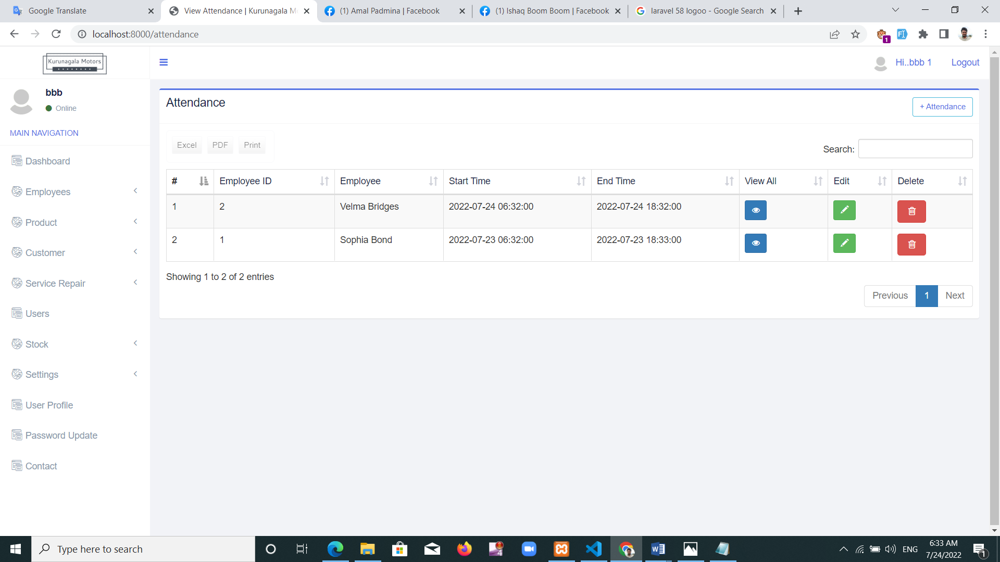 Google Translate
View Attendance | Kurunagala M
(1) Amal Padmina | Facebook
(1) Ishaq Boom Boom | Facebook
laravel 58 logoo - Google Search
localhost:8000/attendance
1
Kurunagala Motors
Hi..bbb 1
Logout
bbb
Online
MAIN NAVIGATION
Dashboard
Employees
Product
Customer
Service Repair
Users
Stock
Settings
User Profile
Password Update
Contact
Attendance
+ Attendance
Excel PDF Print
Search:
# Employee ID Employee Start Time End Time View All Edit Delete
1 2 Velma Bridges 2022-07-24 06:32:00 2022-07-24 18:32:00
2 1 Sophia Bond 2022-07-23 06:32:00 2022-07-23 18:33:00
Showing 1 to 2 of 2 entries
Previous 1 Next
Type here to search
4
ENG
6:33 AM
7/24/2022
1